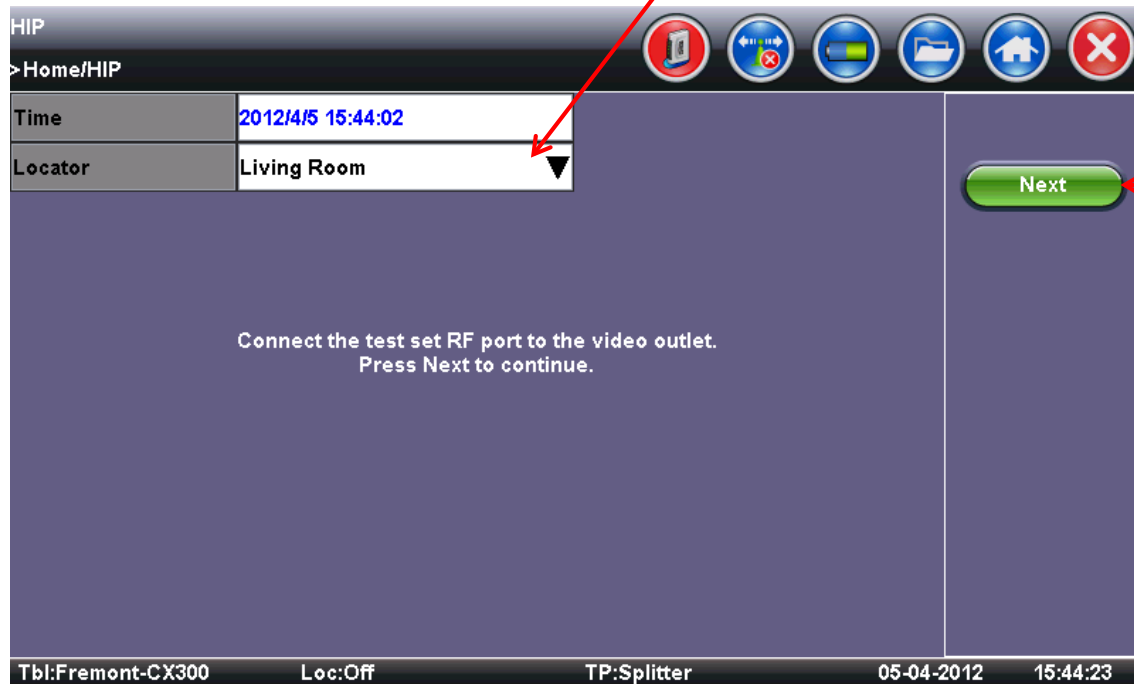 HIP
>Home/HIP
Time 2012/4/5 15:44:02
Locator Living Room
Next
Connect the test set RF port to the video outlet.
Press Next to continue.
Tbl:Fremont-CX300 Loc:Off TP:Splitter 05-04-2012 15:44:23